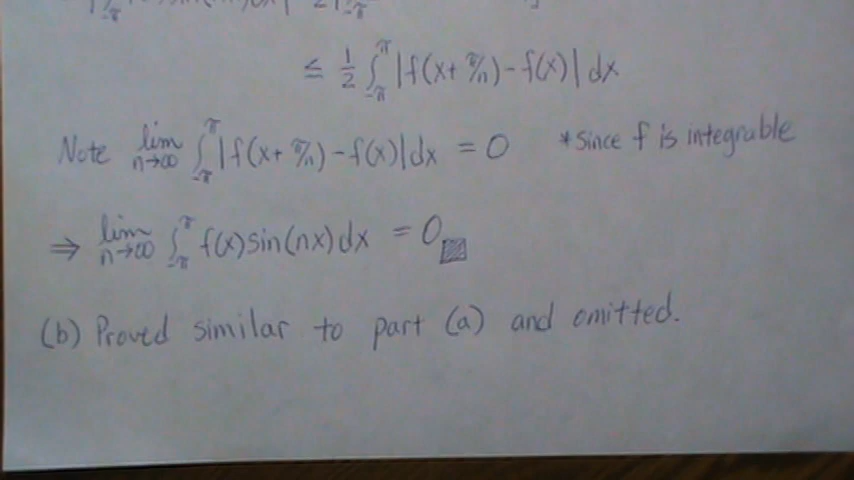 ≤ 1/2 ∫_{-π}^{π} |f(x+ π/n) - f(x)| dx
Note lim_{n→∞} ∫_{-π}^{π} |f(x+ π/n) - f(x)| dx = 0 *since f is integrable
⇒ lim_{n→∞} ∫_{-π}^{π} f(x) sin(nx) dx = 0
(b) Proved similar to part (a) and omitted.